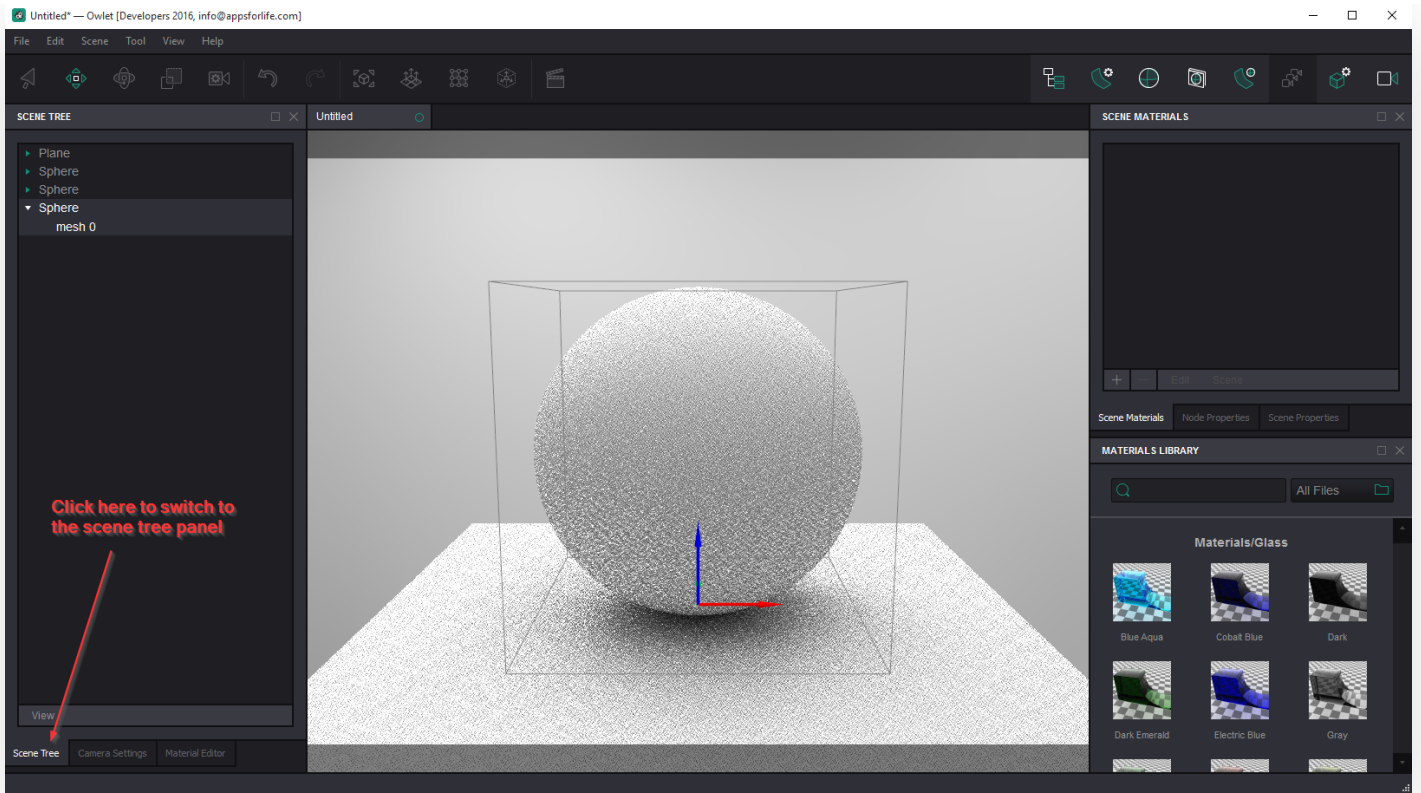 Untitled* — Owlet [Developers 2016, info@appsforlife.com]
File Edit Scene Tool View Help
SCENE TREE
Untitled
SCENE MATERIALS
Plane
Sphere
Sphere
Sphere
mesh 0
Click here to switch to
the scene tree panel
View
Scene Tree Camera Settings Material Editor
+ − Edit Scene
Scene Materials Node Properties Scene Properties
MATERIALS LIBRARY
All Files
Materials/Glass
Blue Aqua Cobalt Blue Dark
Dark Emerald Electric Blue Gray